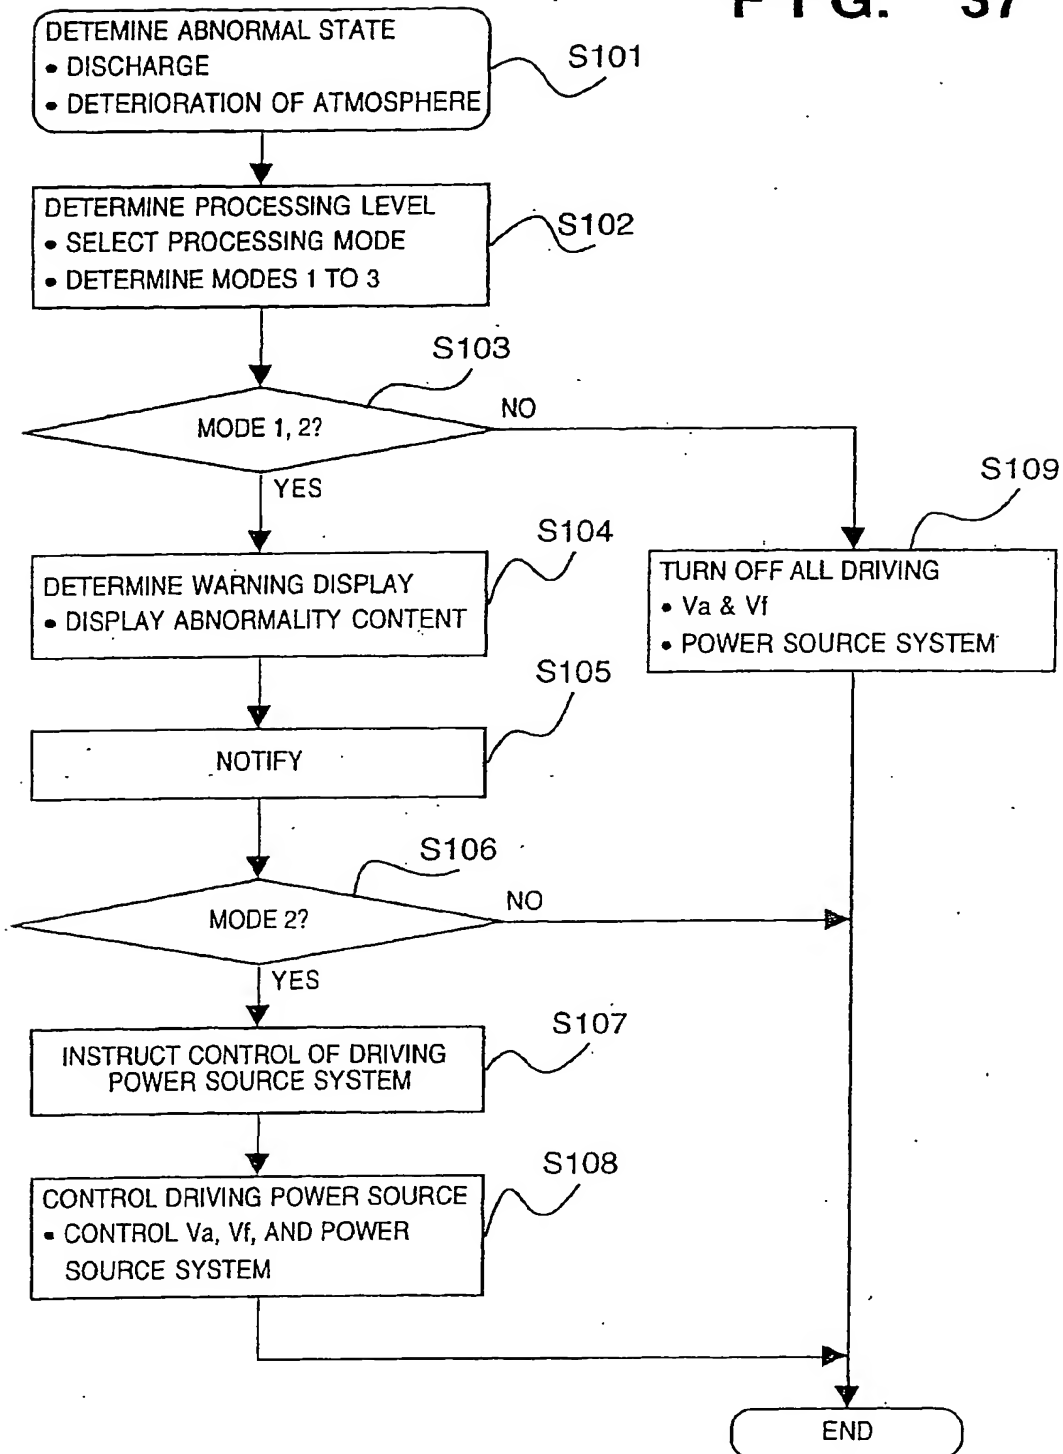 FIG. 37
DETEMINE ABNORMAL STATE
• DISCHARGE
• DETERIORATION OF ATMOSPHERE
S101
DETERMINE PROCESSING LEVEL
• SELECT PROCESSING MODE
• DETERMINE MODES 1 TO 3
S102
S103
MODE 1, 2?
NO
YES
S109
S104
DETERMINE WARNING DISPLAY
• DISPLAY ABNORMALITY CONTENT
TURN OFF ALL DRIVING
• Va & Vf
• POWER SOURCE SYSTEM
S105
NOTIFY
S106
MODE 2?
NO
YES
S107
INSTRUCT CONTROL OF DRIVING
POWER SOURCE SYSTEM
S108
CONTROL DRIVING POWER SOURCE
• CONTROL Va, Vf, AND POWER
SOURCE SYSTEM
END